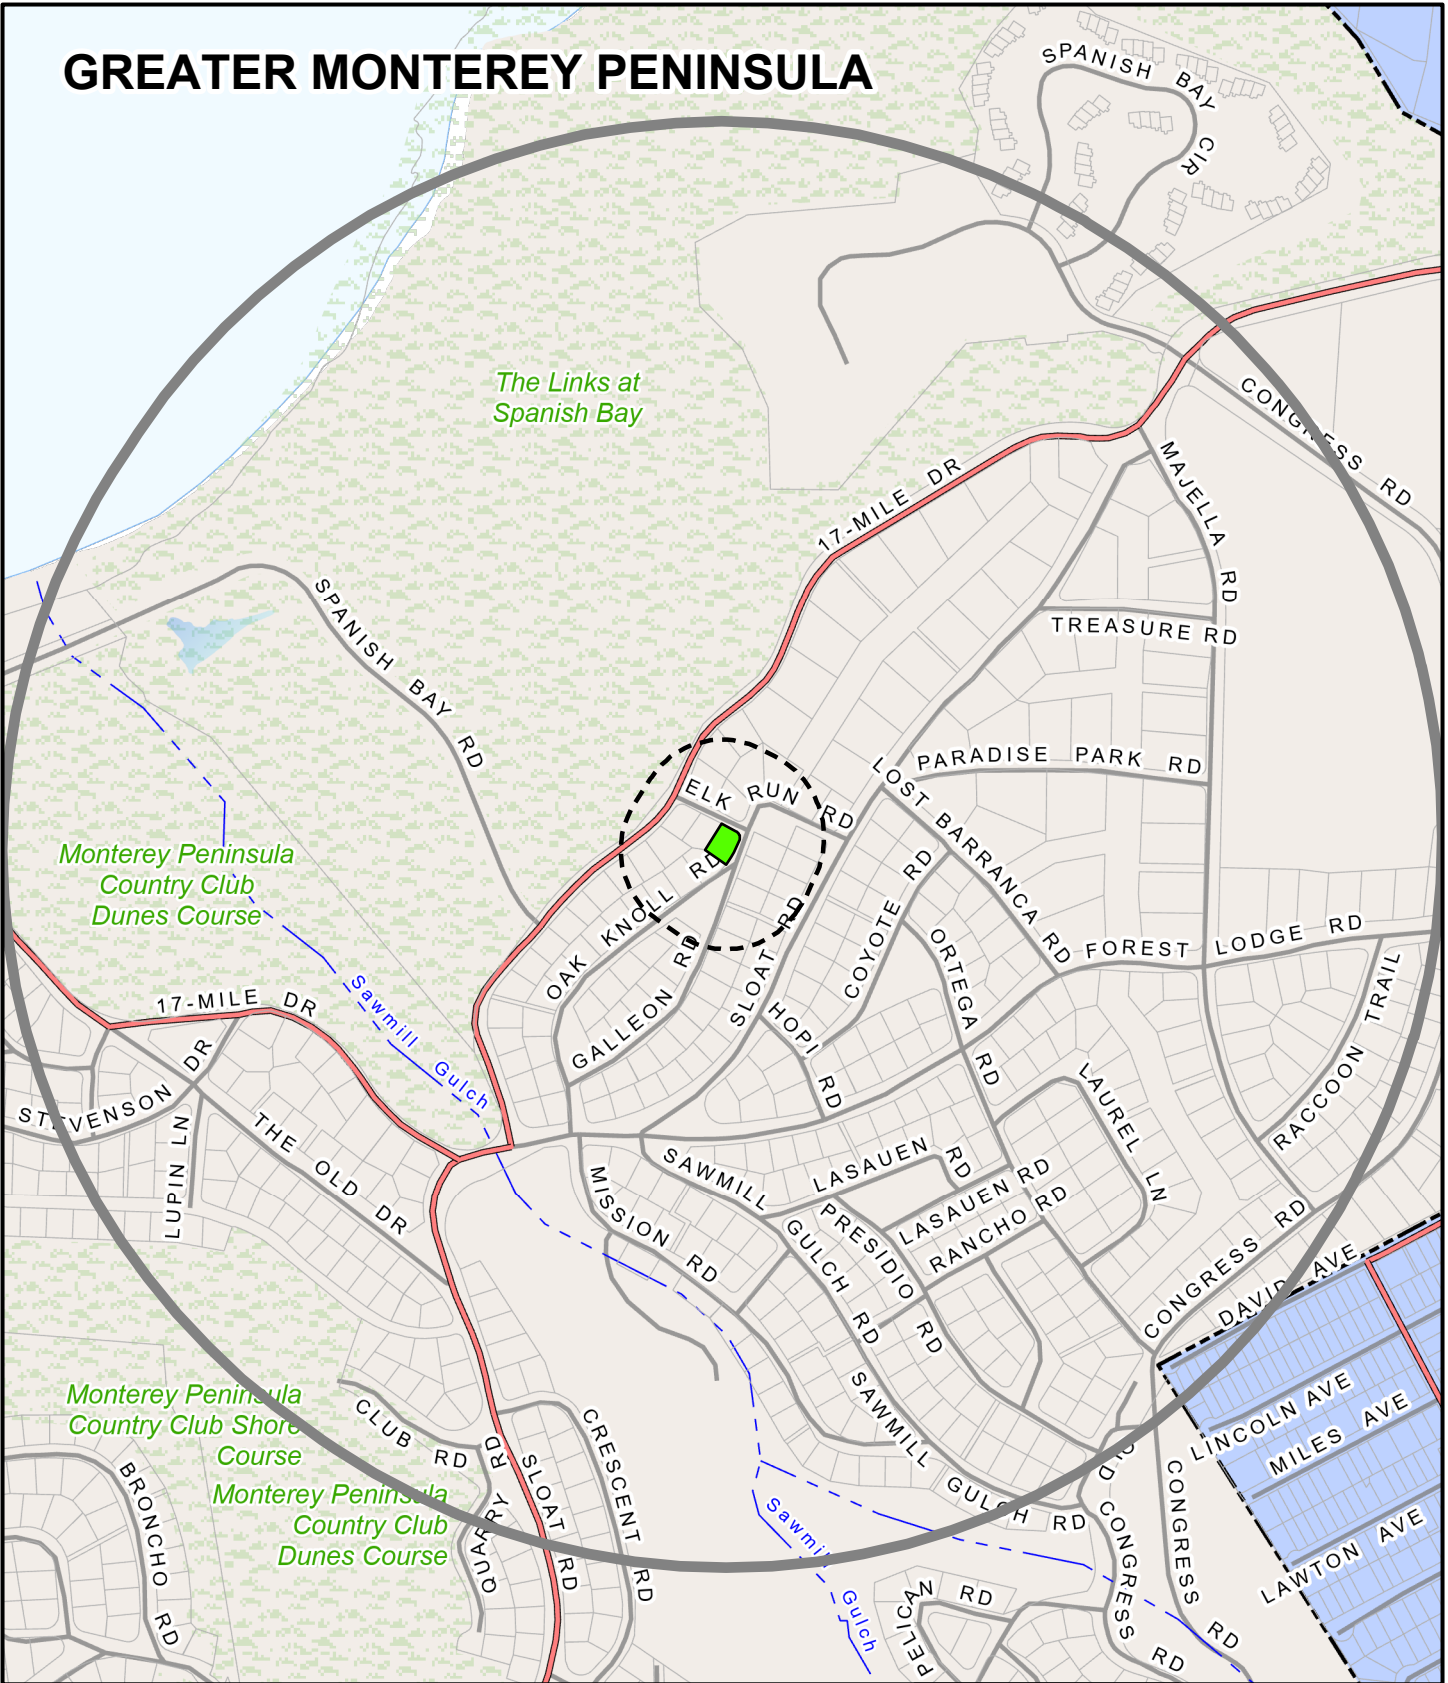 GREATER MONTEREY PENINSULA
SPANISH BAY CIR
The Links at
Spanish Bay
CONGRESS RD
17-MILE DR
MAJELLA RD
TREASURE RD
SPANISH BAY RD
PARADISE PARK RD
LOST BARRANCA RD
ELK RUN RD
Monterey Peninsula
Country Club
Dunes Course
OAK KNOLL RD
GALLEON RD
SLOAT RD
COYOTE RD
ORTEGA RD
HOPI RD
FOREST LODGE RD
RACCOON TRAIL
17-MILE DR
Sawmill Gulch
STEVENSON DR
LUPIN LN
THE OLD DR
LAUREL LN
SAWMILL GULCH RD
LASAUEN RD
LASAUEN RD
RANCHO RD
PRESIDIO RD
MISSION RD
CONGRESS RD
DAVID AVE
LINCOLN AVE
MILES AVE
LAWTON AVE
Monterey Peninsula
Country Club Shore
Course
Monterey Peninsula
Country Club
Dunes Course
CLUB RD
QUARRY RD
SLOAT RD
CRESCENT RD
BRONCHO RD
SAWMILL GULCH RD
Sawmill Gulch
PELICAN RD
RD
CONGRESS RD
CONGRESS RD